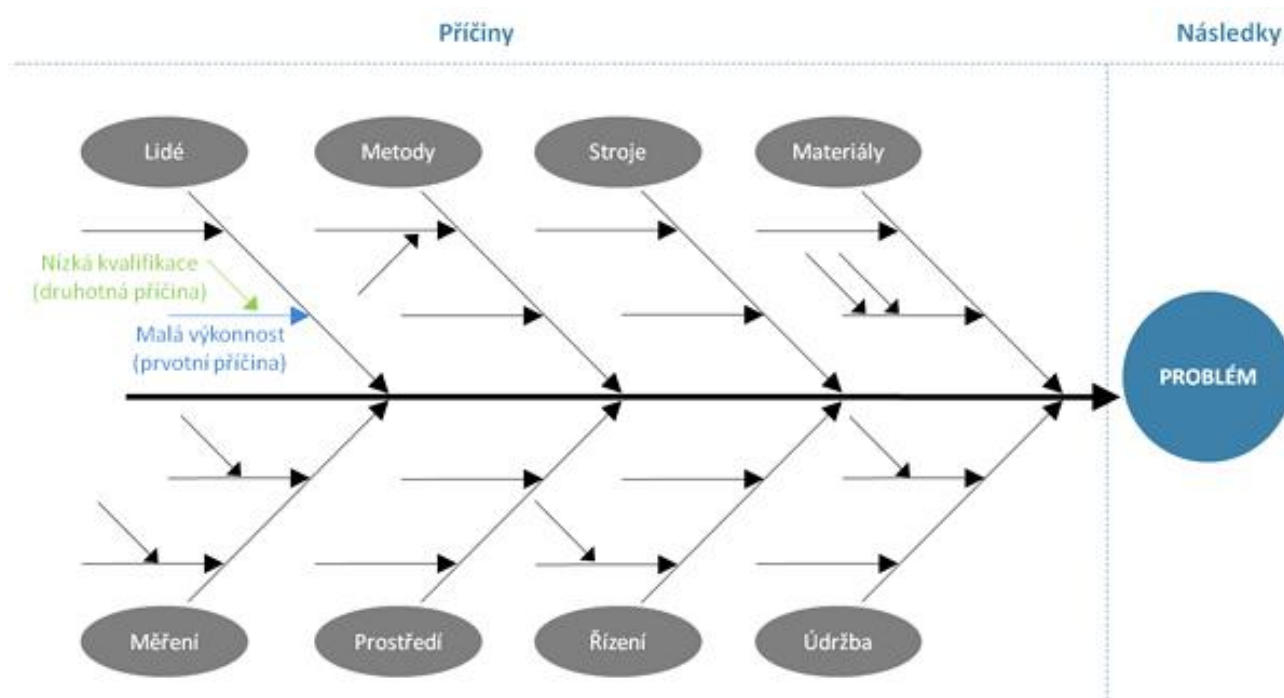 Příčiny
Následky
Lidé
Metody
Stroje
Materiály
Nízká kvalifikace
(druhotná příčina)
Malá výkonnost
(prvotní příčina)
PROBLÉM
Měření
Prostředí
Řízení
Údržba